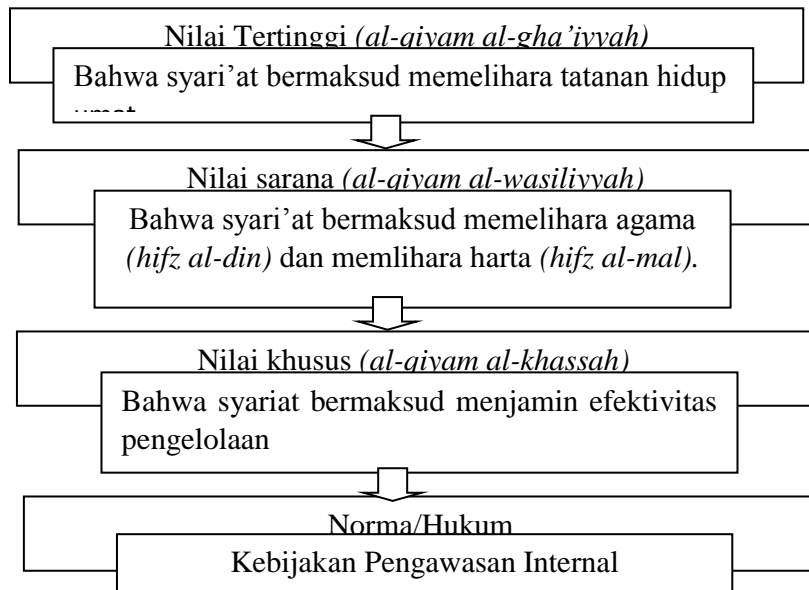 Nilai Tertinggi (al-qiyam al-gha’iyyah)
Bahwa syari’at bermaksud memelihara tatanan hidup
umat
Nilai sarana (al-qiyam al-wasiliyyah)
Bahwa syari’at bermaksud memelihara agama
(hifz al-din) dan memlihara harta (hifz al-mal).
Nilai khusus (al-qiyam al-khassah)
Bahwa syariat bermaksud menjamin efektivitas
pengelolaan
Norma/Hukum
Kebijakan Pengawasan Internal